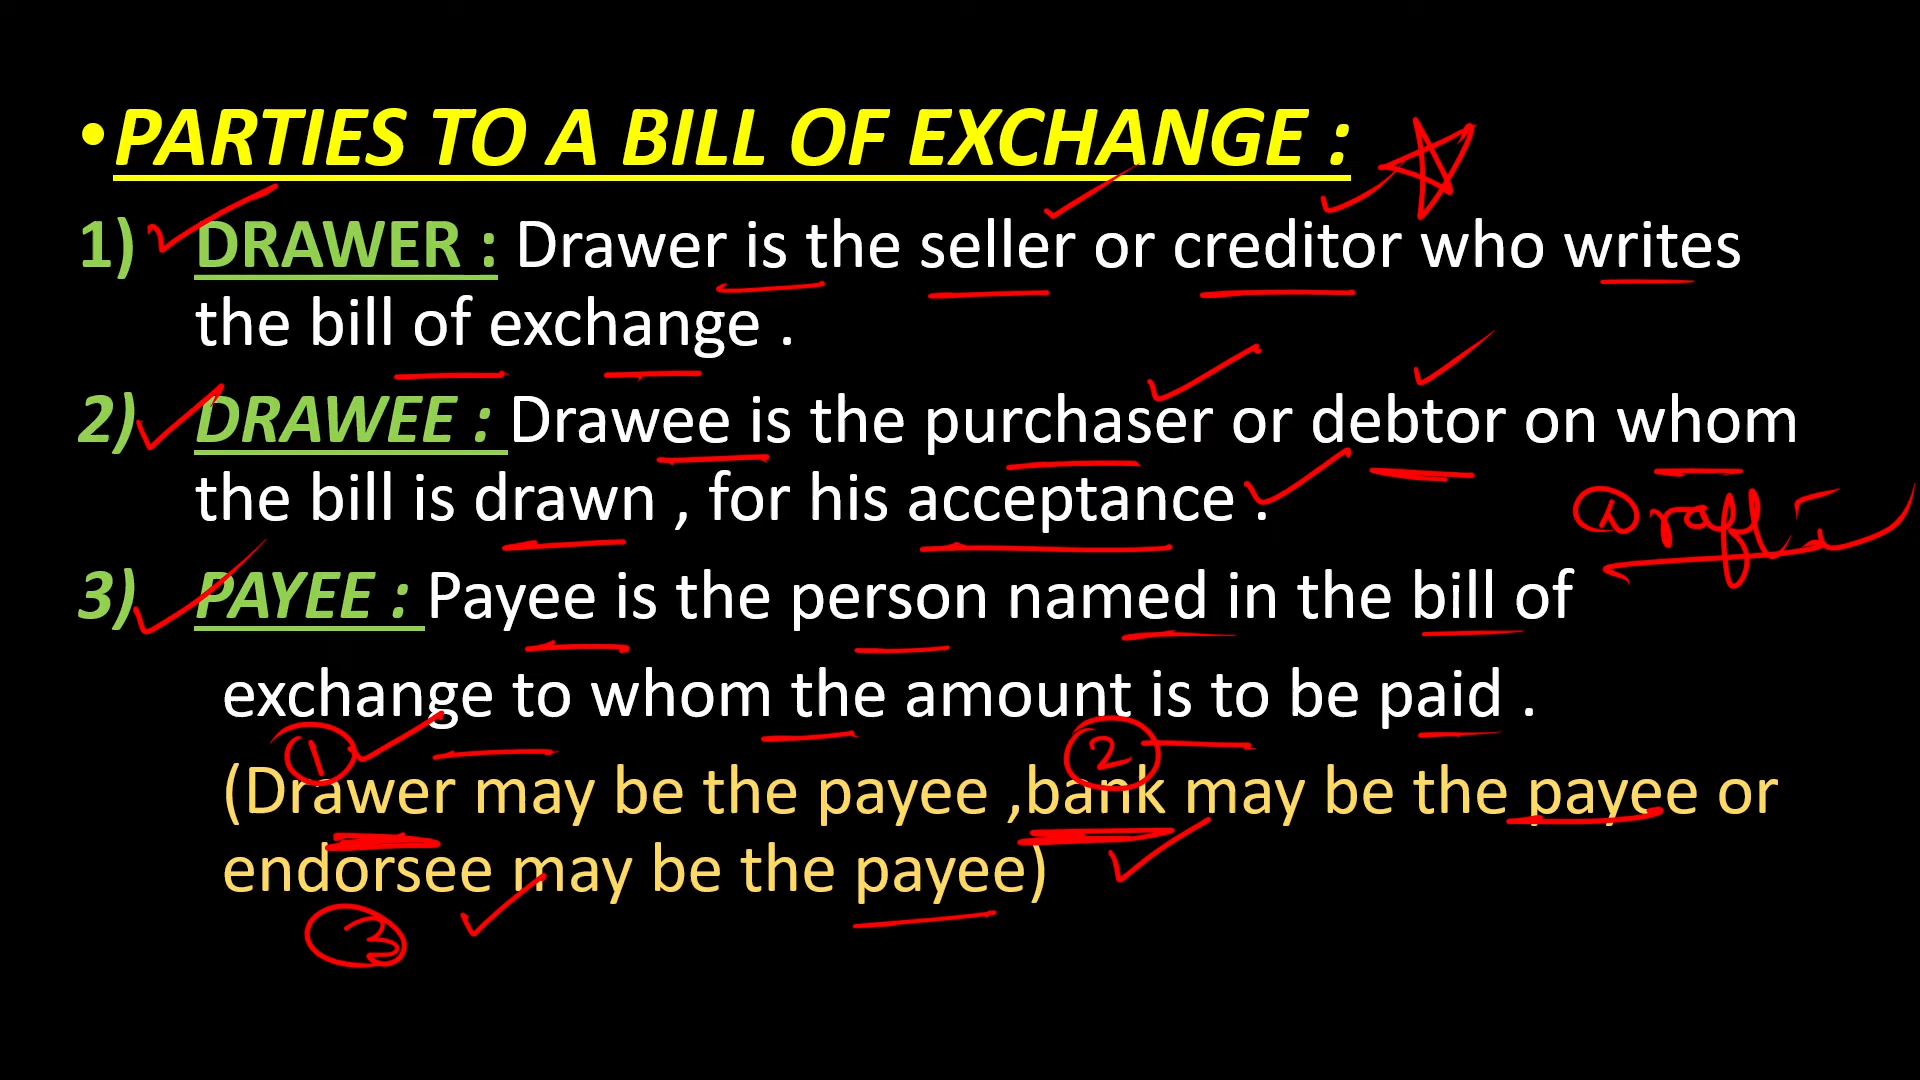 •PARTIES TO A BILL OF EXCHANGE :
1) DRAWER : Drawer is the seller or creditor who writes
the bill of exchange .
2) DRAWEE : Drawee is the purchaser or debtor on whom
the bill is drawn , for his acceptance .
3) PAYEE : Payee is the person named in the bill of
exchange to whom the amount is to be paid .
1 2
(Drawer may be the payee ,bank may be the payee or
endorsee may be the payee)
3